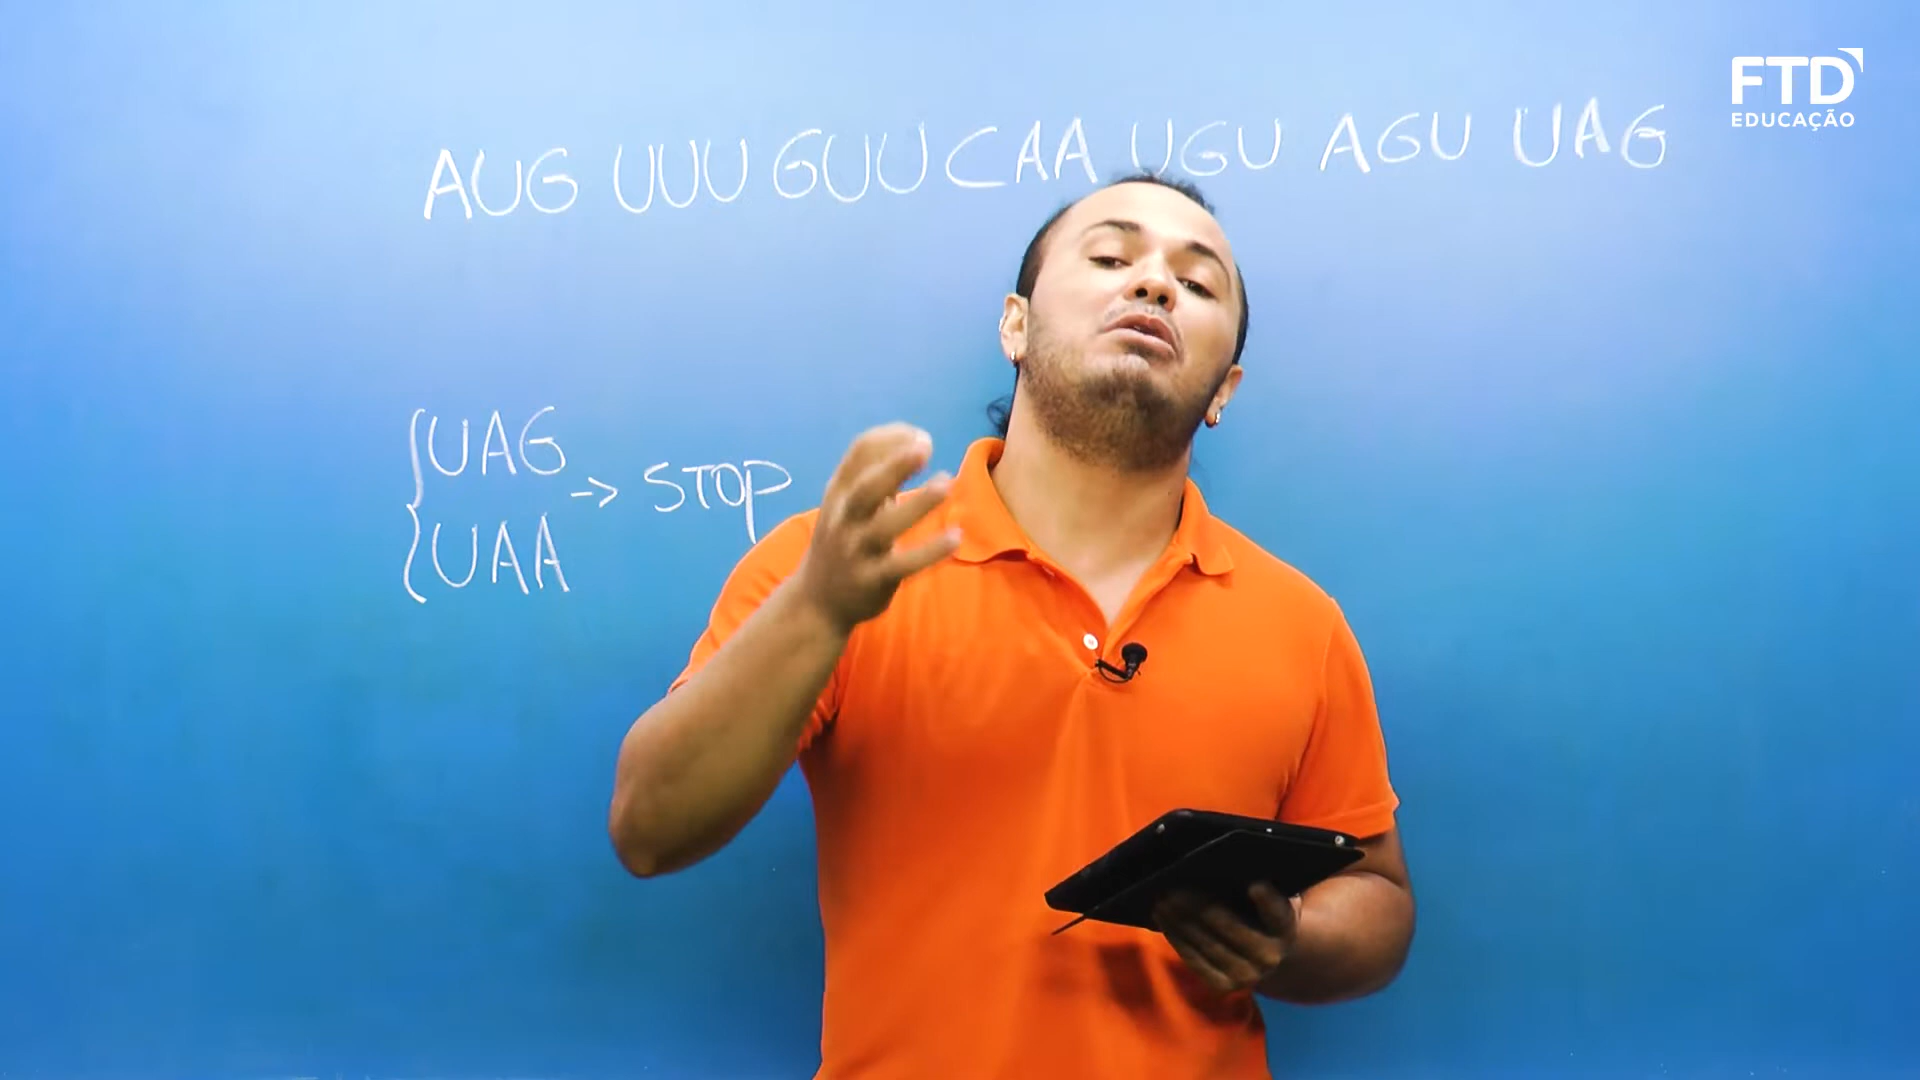 FTD
EDUCAÇÃO
AUG UUU GUU CAA UGU AGU UAG
UAG
UAA
-> STOP